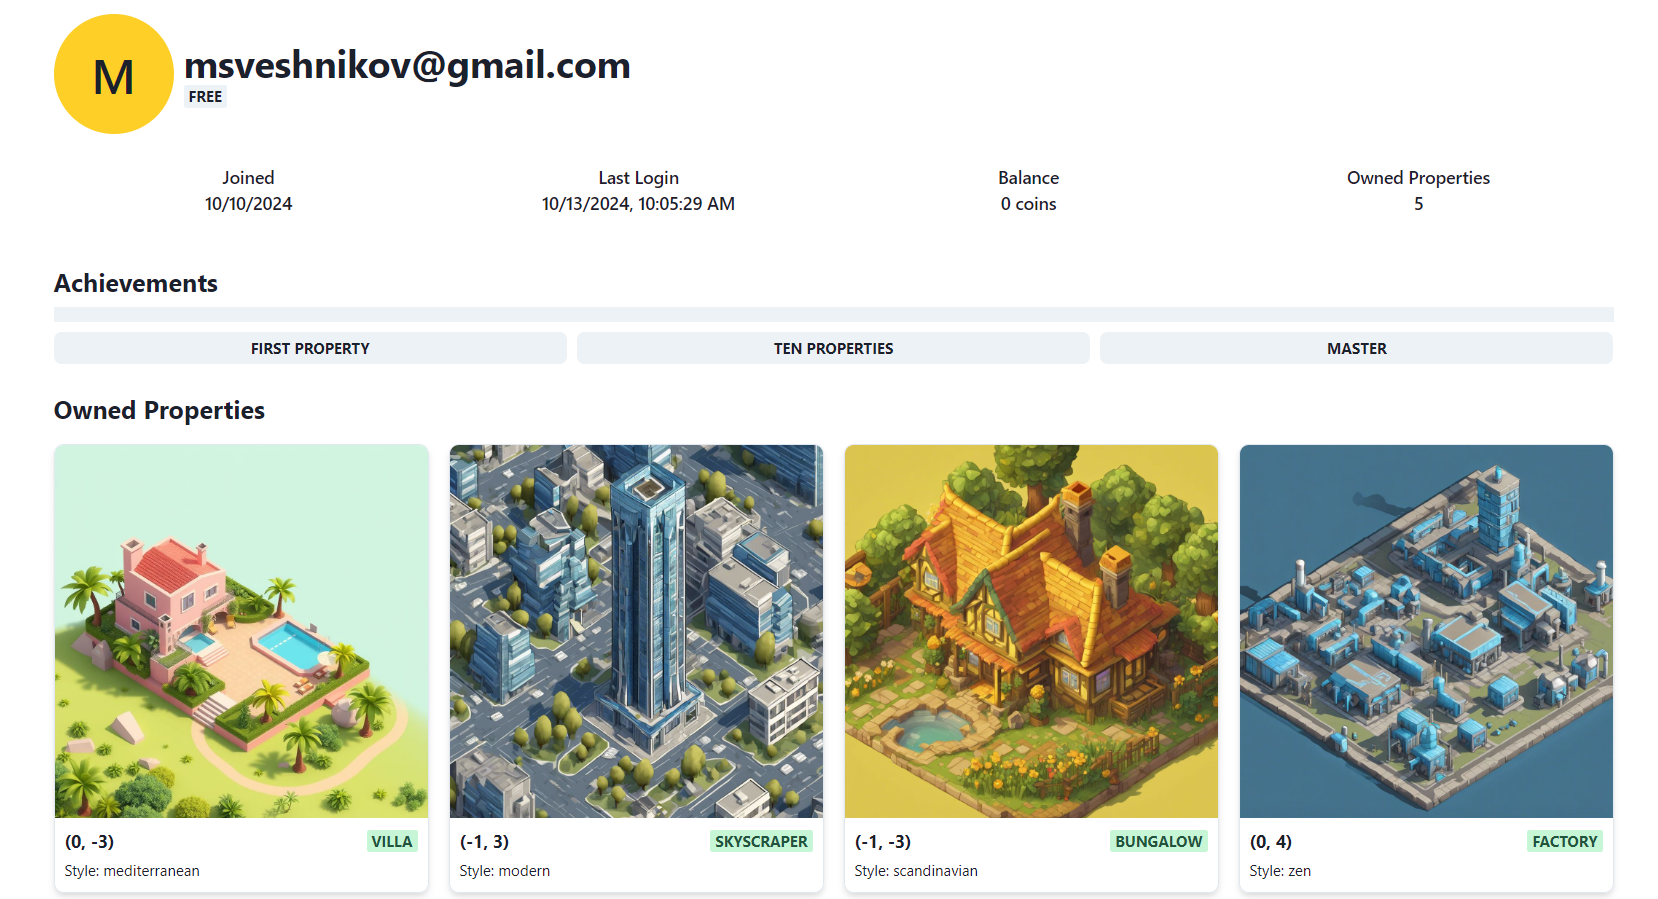 M
msveshnikov@gmail.com
FREE
Joined
10/10/2024
Last Login
10/13/2024, 10:05:29 AM
Balance
0 coins
Owned Properties
5
Achievements
FIRST PROPERTY
TEN PROPERTIES
MASTER
Owned Properties
(0, -3)
VILLA
Style: mediterranean
(-1, 3)
SKYSCRAPER
Style: modern
(-1, -3)
BUNGALOW
Style: scandinavian
(0, 4)
FACTORY
Style: zen